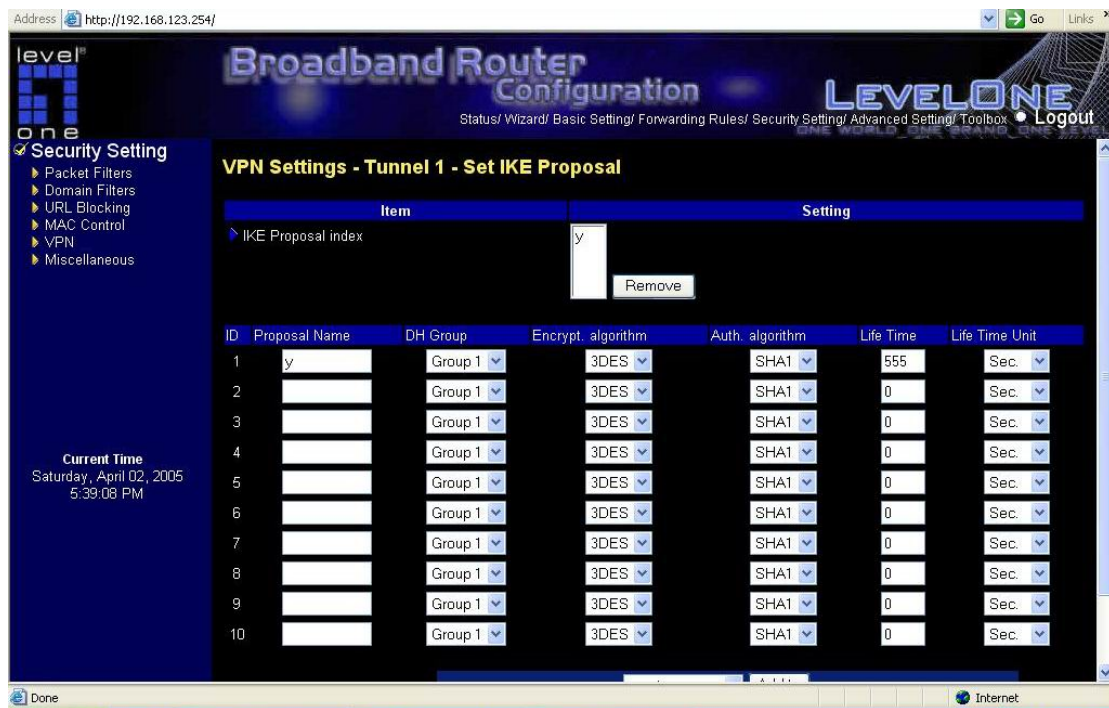 Address http://192.168.123.254/ Go Links
level one
Broadband Router
Configuration
LEVELONE
Status/ Wizard/ Basic Setting/ Forwarding Rules/ Security Setting/ Advanced Setting/ Toolbox Logout
ONE WORLD_ONE BRAND_ONE LEVEL
Security Setting
Packet Filters
Domain Filters
URL Blocking
MAC Control
VPN
Miscellaneous
Current Time
Saturday, April 02, 2005
5:39:08 PM
VPN Settings - Tunnel 1 - Set IKE Proposal
Item Setting
IKE Proposal index y Remove
ID Proposal Name DH Group Encrypt. algorithm Auth. algorithm Life Time Life Time Unit
1 y Group 1 3DES SHA1 555 Sec.
2 Group 1 3DES SHA1 0 Sec.
3 Group 1 3DES SHA1 0 Sec.
4 Group 1 3DES SHA1 0 Sec.
5 Group 1 3DES SHA1 0 Sec.
6 Group 1 3DES SHA1 0 Sec.
7 Group 1 3DES SHA1 0 Sec.
8 Group 1 3DES SHA1 0 Sec.
9 Group 1 3DES SHA1 0 Sec.
10 Group 1 3DES SHA1 0 Sec.
Done Internet